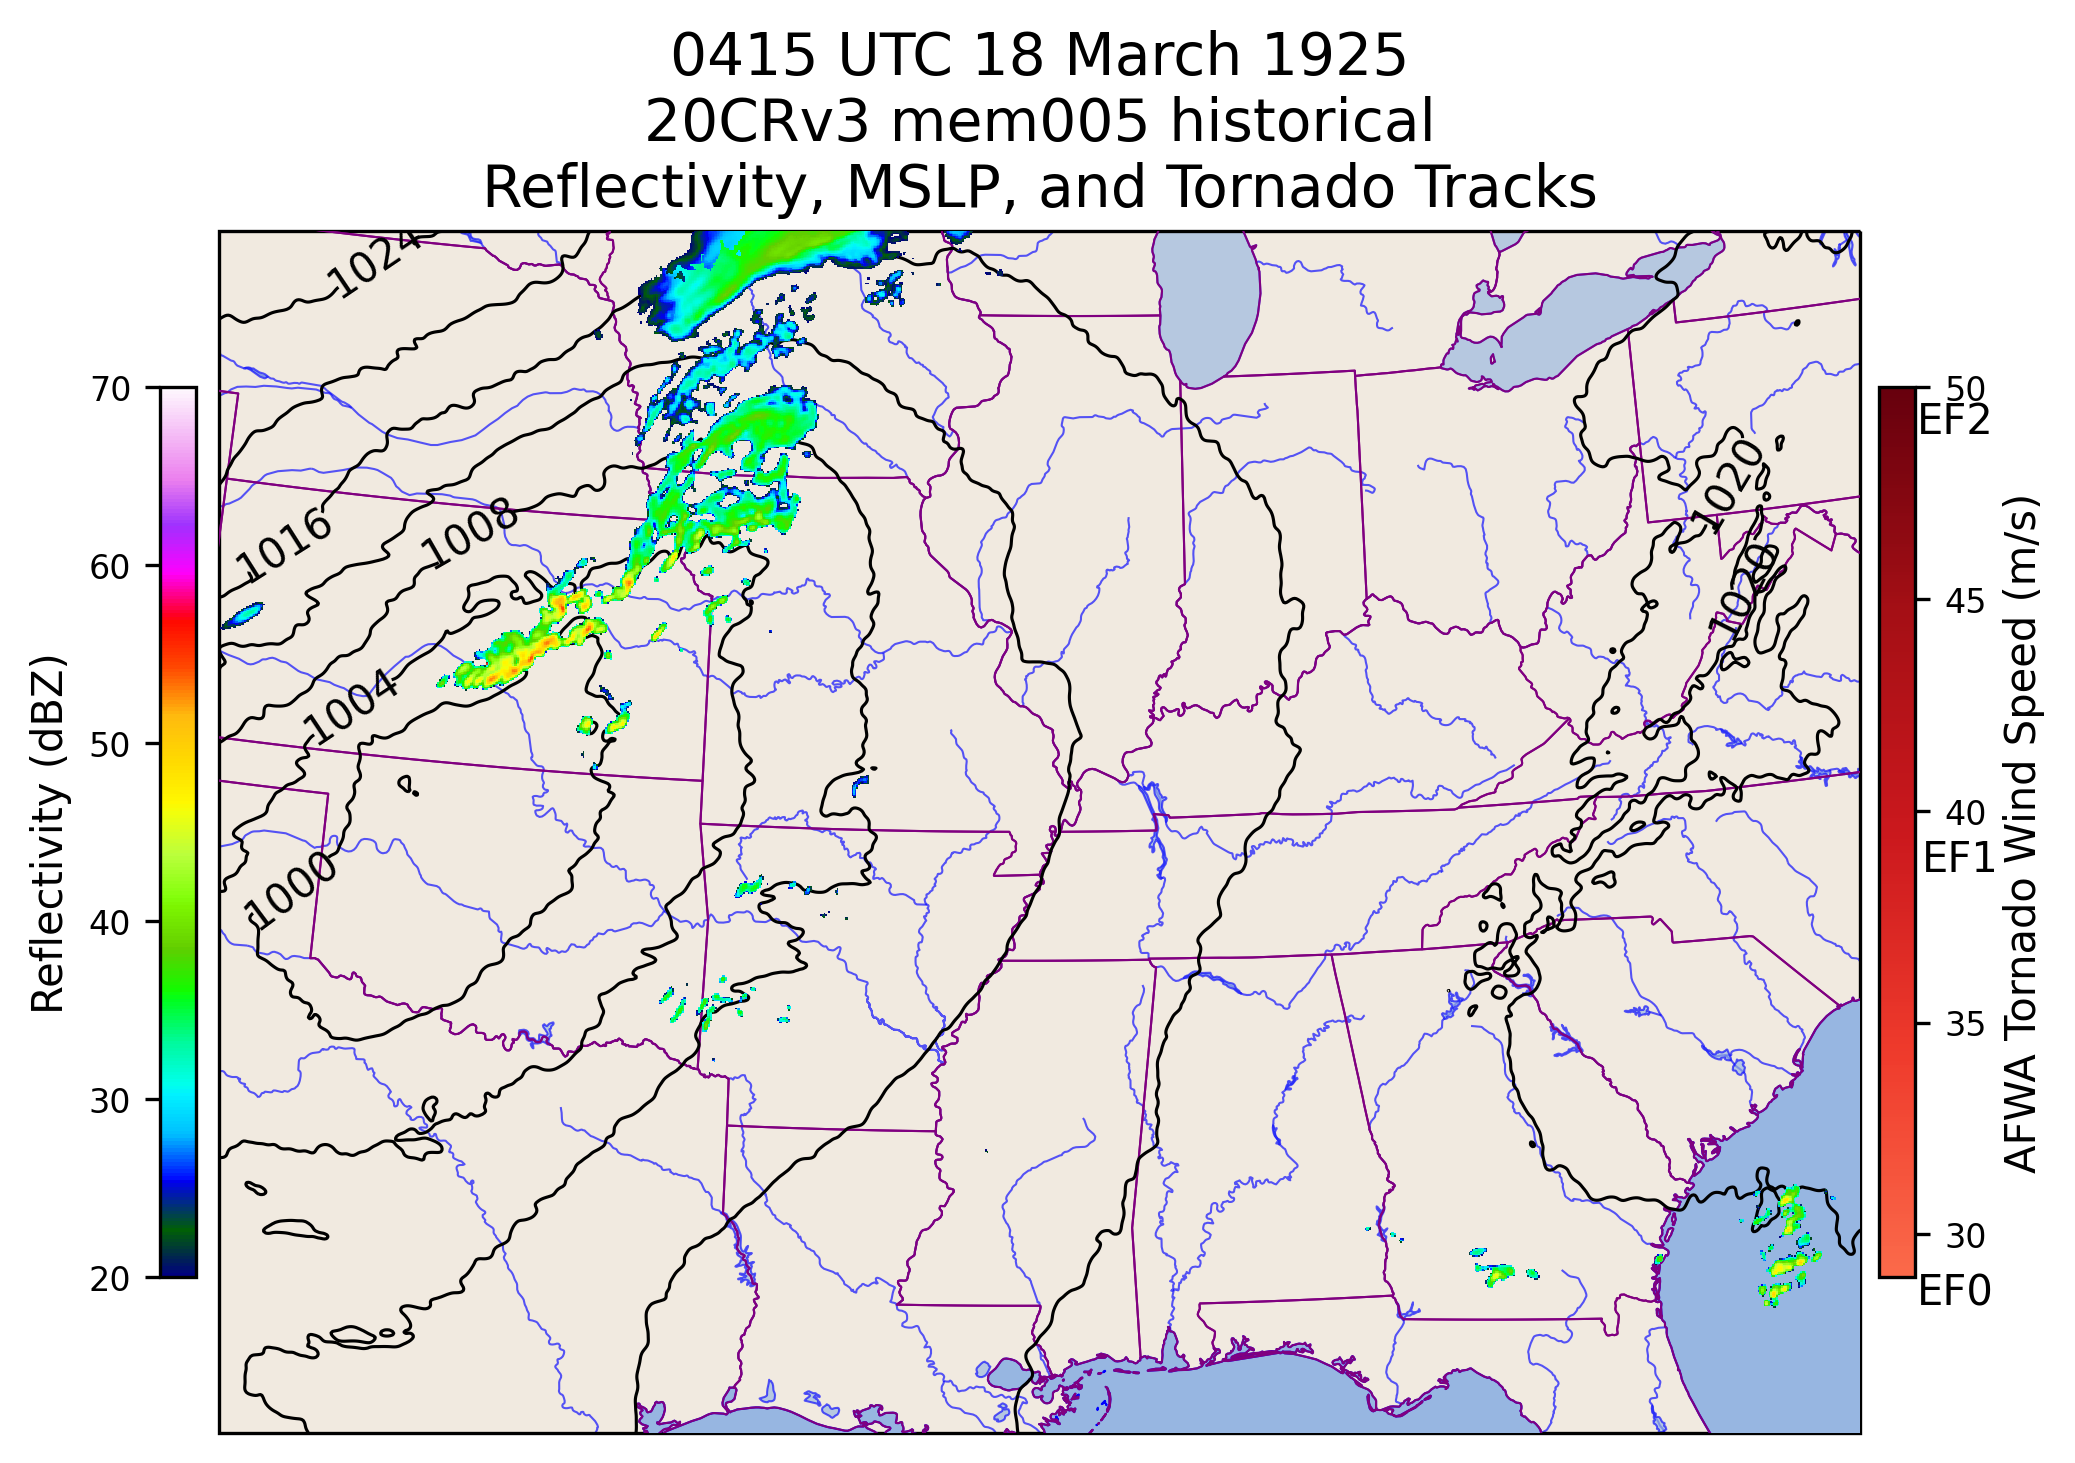 0415 UTC 18 March 1925
20CRv3 mem005 historical
Reflectivity, MSLP, and Tornado Tracks
1024
1016
1008
1004
1000
1020
1020
Reflectivity (dBZ)
70
60
50
40
30
20
50
EF2
45
40
EF1
35
30
EF0
AFWA Tornado Wind Speed (m/s)